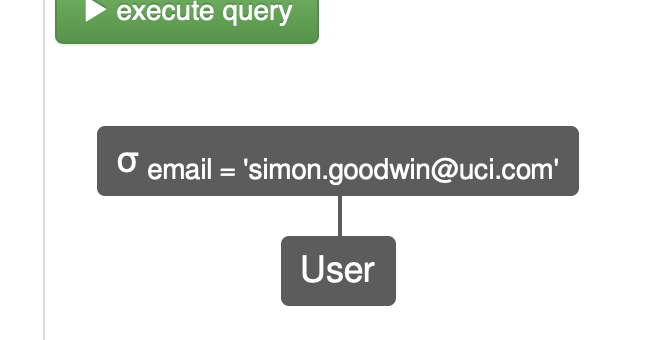 execute query
σ email = 'simon.goodwin@uci.com'
User